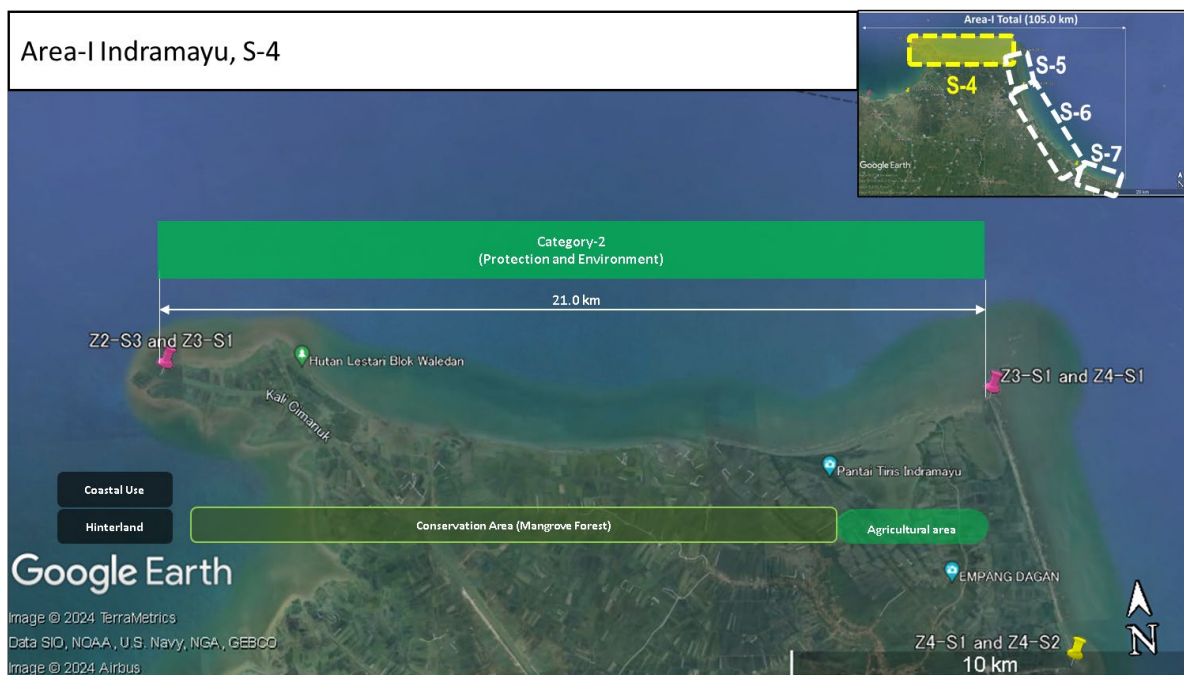 Area-I Indramayu, S-4
Area-I Total (105.0 km)
S-4
S-5
S-6
S-7
Google Earth
N
20 km
Category-2
(Protection and Environment)
21.0 km
Z2-S3 and Z3-S1
Hutan Lestari Blok Waledan
Kali Cimanuk
Z3-S1 and Z4-S1
Pantai Tiris Indramayu
Coastal Use
Hinterland
Conservation Area (Mangrove Forest)
Agricultural area
EMPANG DAGAN
Google Earth
Image © 2024 TerraMetrics
Data SIO, NOAA, U.S. Navy, NGA, GEBCO
Image © 2024 Airbus
Z4-S1 and Z4-S2
10 km
N